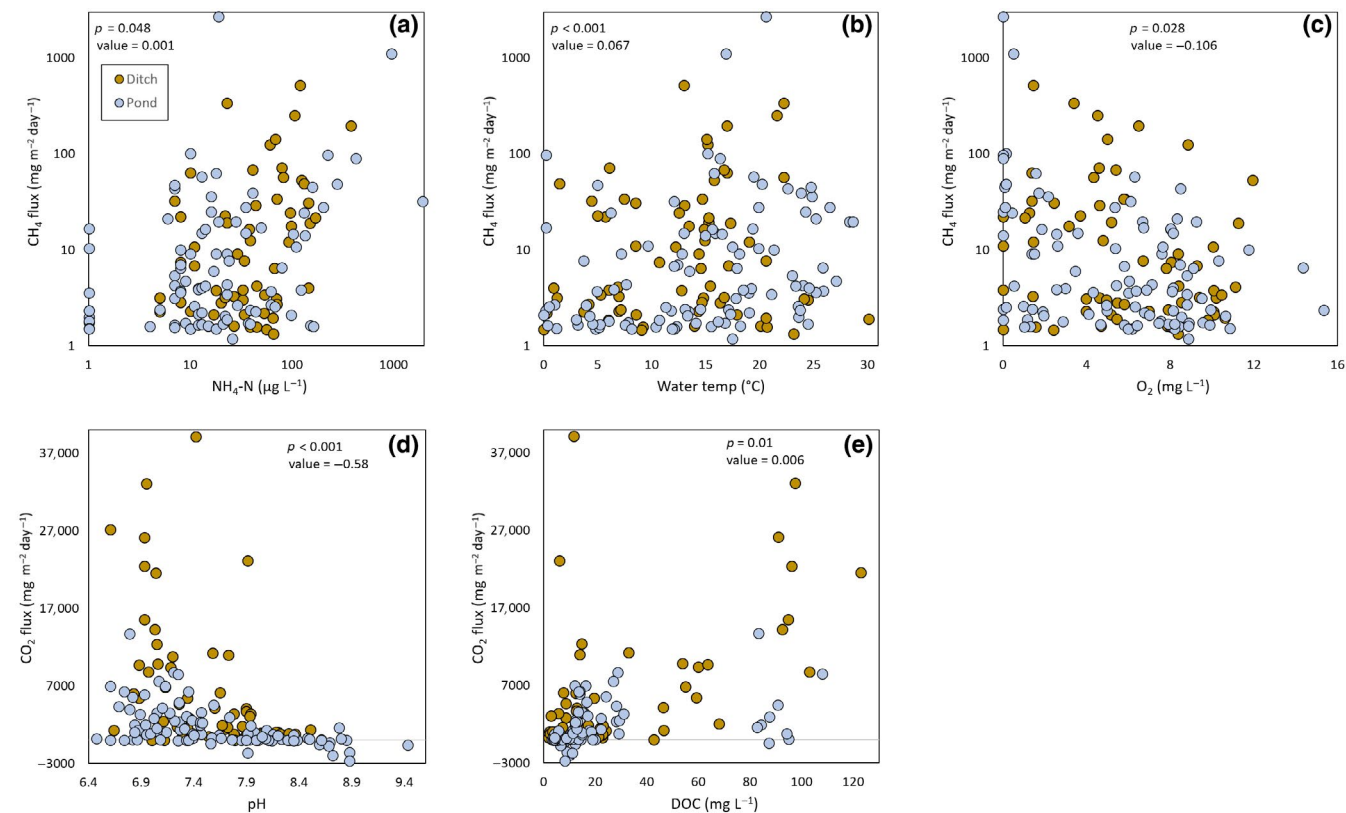 (a)
p = 0.048
value = 0.001
Ditch
Pond
CH4 flux (mg m−2 day−1)
1000
100
10
1
1
10
100
1000
NH4-N (µg L−1)
(b)
p < 0.001
value = 0.067
CH4 flux (mg m−2 day−1)
1000
100
10
1
0
5
10
15
20
25
30
Water temp (°C)
(c)
p = 0.028
value = −0.106
CH4 flux (mg m−2 day−1)
1000
100
10
1
0
4
8
12
16
O2 (mg L−1)
(d)
p < 0.001
value = −0.58
CO2 flux (mg m−2 day−1)
37,000
27,000
17,000
7000
−3000
6.4
6.9
7.4
7.9
8.4
8.9
9.4
pH
(e)
p = 0.01
value = 0.006
CO2 flux (mg m−2 day−1)
37,000
27,000
17,000
7000
−3000
0
20
40
60
80
100
120
DOC (mg L−1)